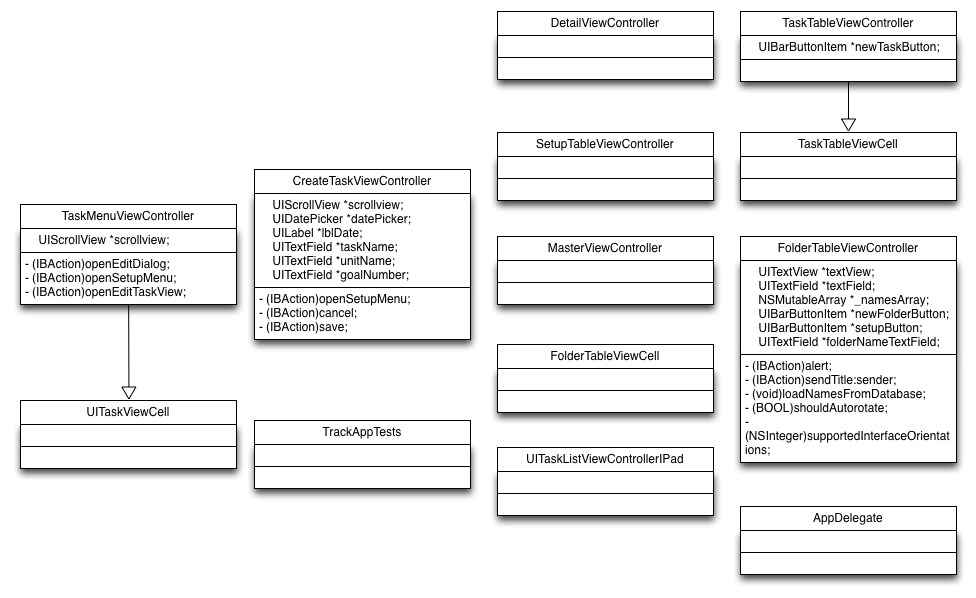 DetailViewController
TaskTableViewController
UIBarButtonItem *newTaskButton;
SetupTableViewController
TaskTableViewCell
CreateTaskViewController
UIScrollView *scrollview;
UIDatePicker *datePicker;
UILabel *lblDate;
UITextField *taskName;
UITextField *unitName;
UITextField *goalNumber;
- (IBAction)openSetupMenu;
- (IBAction)cancel;
- (IBAction)save;
TaskMenuViewController
UIScrollView *scrollview;
- (IBAction)openEditDialog;
- (IBAction)openSetupMenu;
- (IBAction)openEditTaskView;
MasterViewController
FolderTableViewController
UITextView *textView;
UITextField *textField;
NSMutableArray *_namesArray;
UIBarButtonItem *newFolderButton;
UIBarButtonItem *setupButton;
UITextField *folderNameTextField;
- (IBAction)alert;
- (IBAction)sendTitle:sender;
- (void)loadNamesFromDatabase;
- (BOOL)shouldAutorotate;
-
(NSInteger)supportedInterfaceOrientat
ions;
FolderTableViewCell
UITaskViewCell
TrackAppTests
UITaskListViewControllerIPad
AppDelegate